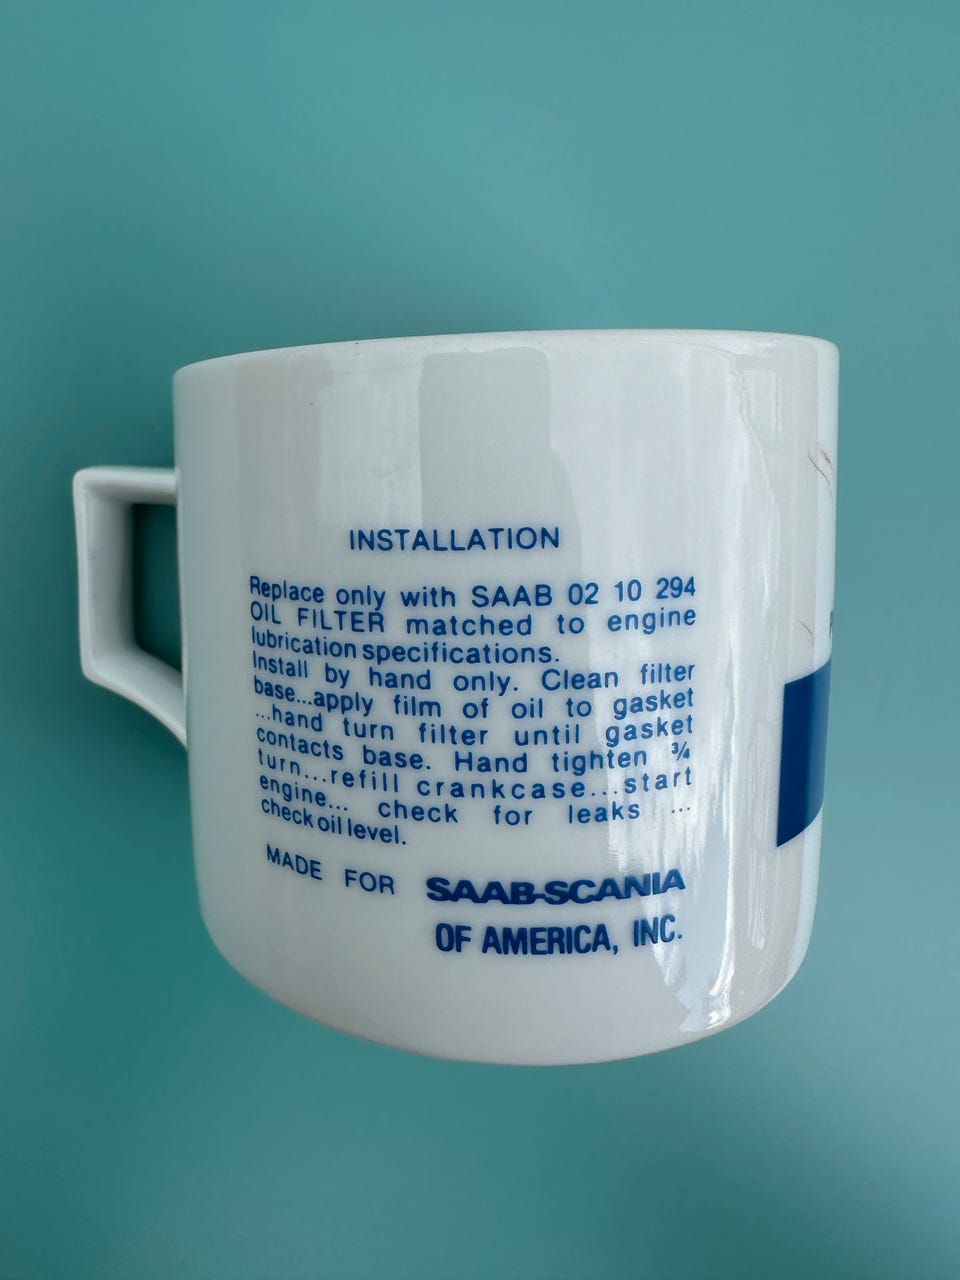 INSTALLATION
Replace only with SAAB 02 10 294
OIL FILTER matched to engine
lubrication specifications.
Install by hand only. Clean filter
base...apply film of oil to gasket
...hand turn filter until gasket
contacts base. Hand tighten ¾
turn...refill crankcase...start
engine... check for leaks ...
check oil level.
MADE FOR SAAB-SCANIA
OF AMERICA, INC.